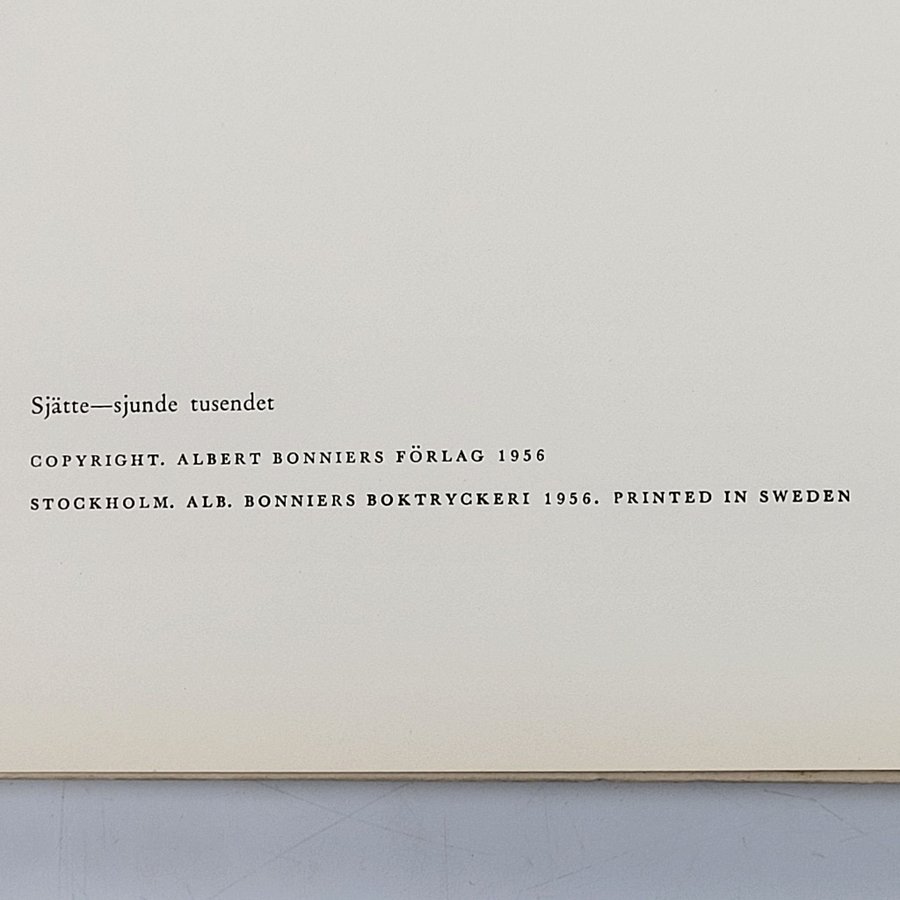 Sjätte—sjunde tusendet
COPYRIGHT. ALBERT BONNIERS FÖRLAG 1956
STOCKHOLM. ALB. BONNIERS BOKTRYCKERI 1956. PRINTED IN SWEDEN